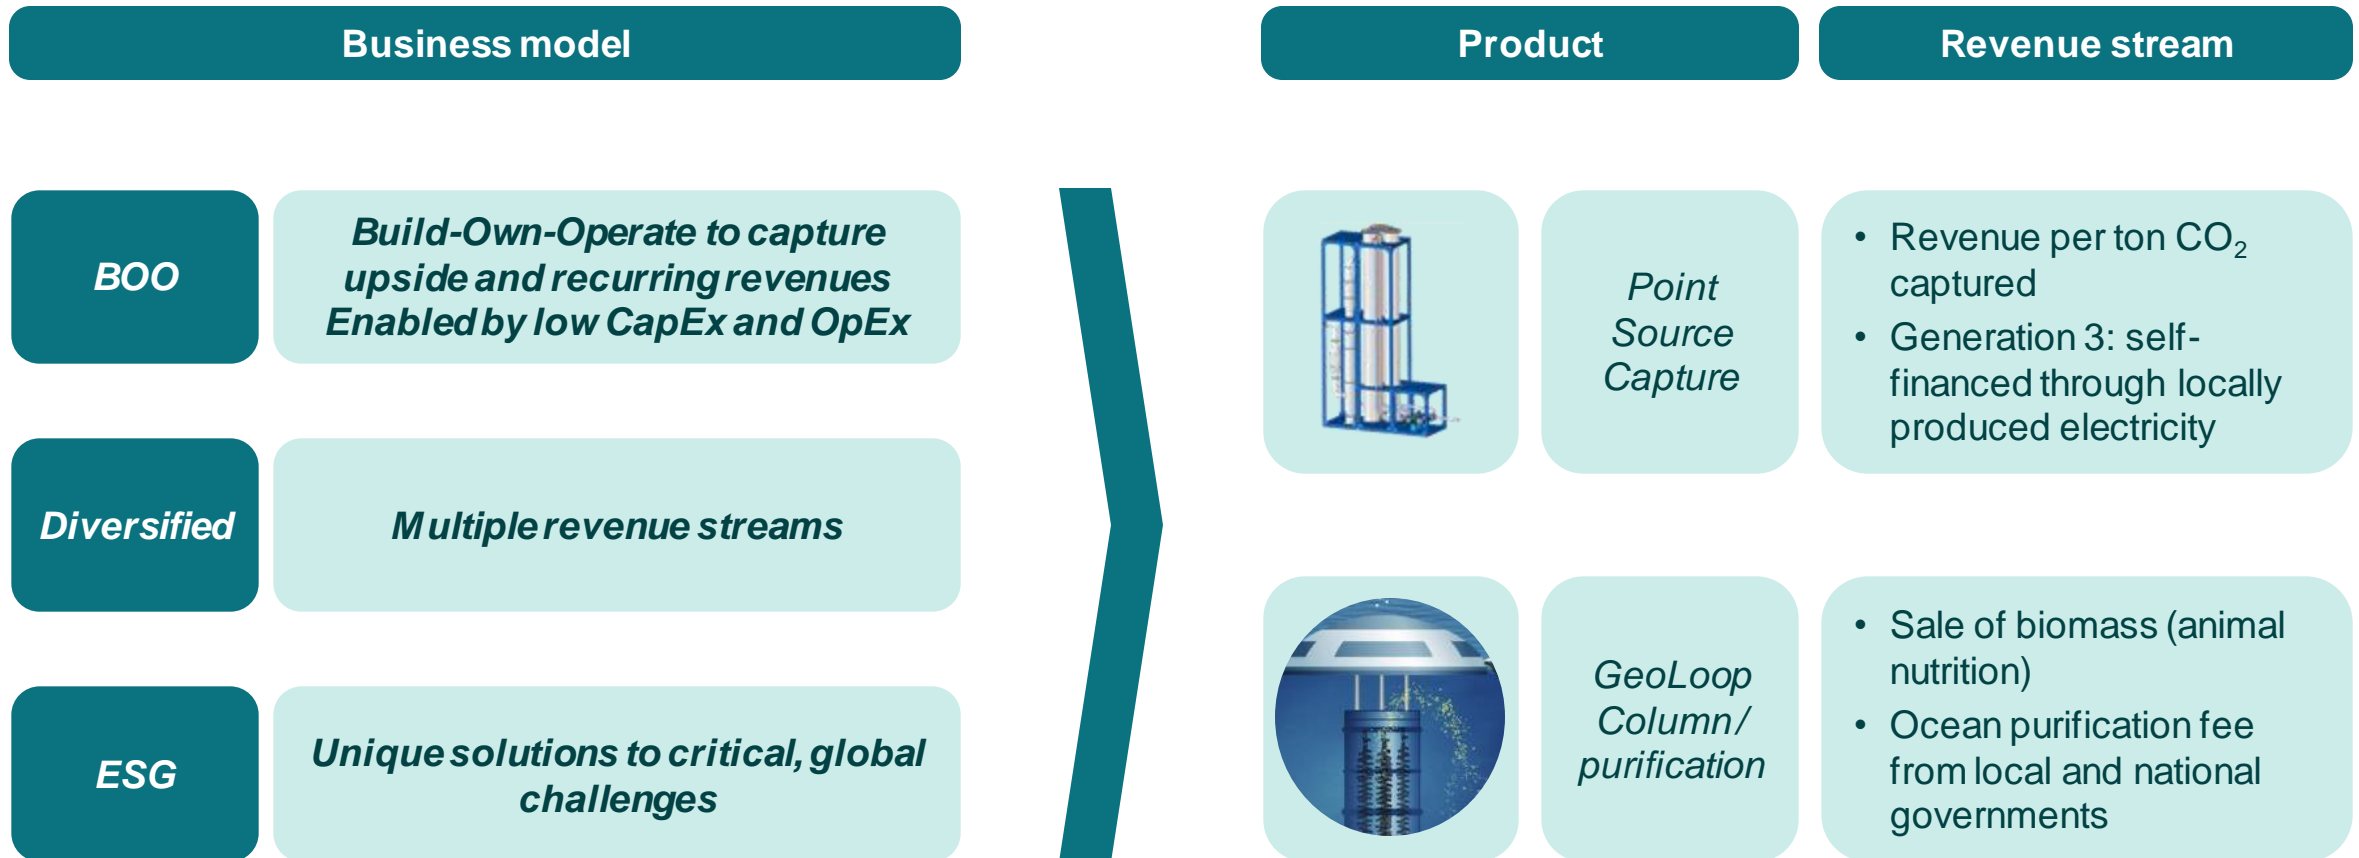 Business model
Product
Revenue stream
BOO
Build-Own-Operate to capture
upside and recurring revenues
Enabled by low CapEx and OpEx
Diversified
Multiple revenue streams
ESG
Unique solutions to critical, global
challenges
Point
Source
Capture
• Revenue per ton CO₂
captured
• Generation 3: self-
financed through locally
produced electricity
GeoLoop
Column /
purification
• Sale of biomass (animal
nutrition)
• Ocean purification fee
from local and national
governments